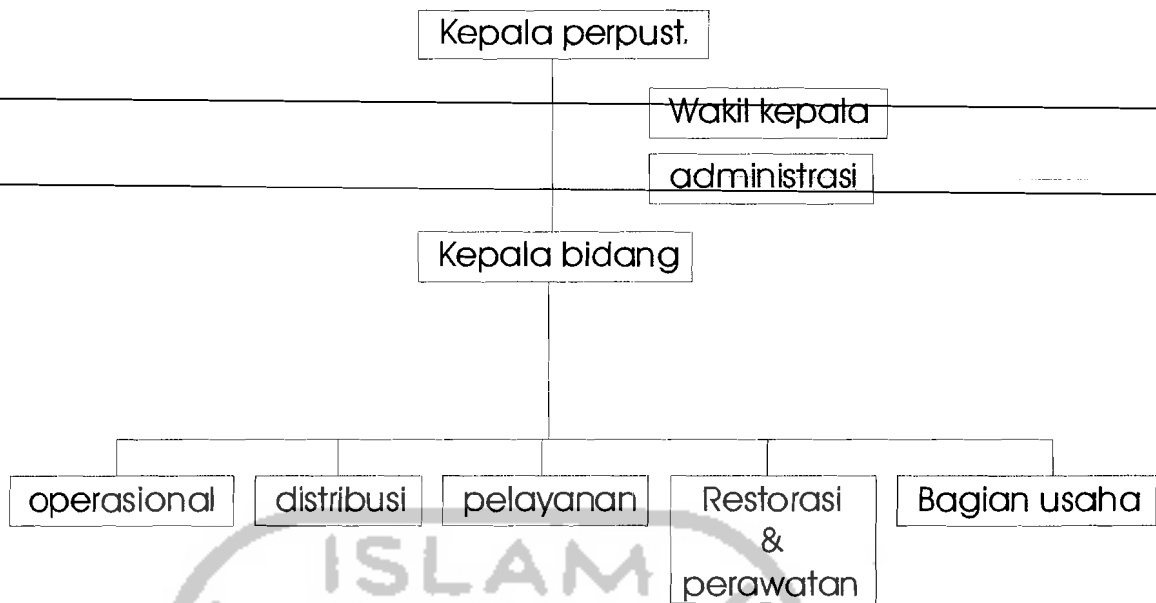 Kepala perpust.
Wakil kepala
administrasi
Kepala bidang
operasional
distribusi
pelayanan
Restorasi
&
perawatan
Bagian usaha
ISLAM